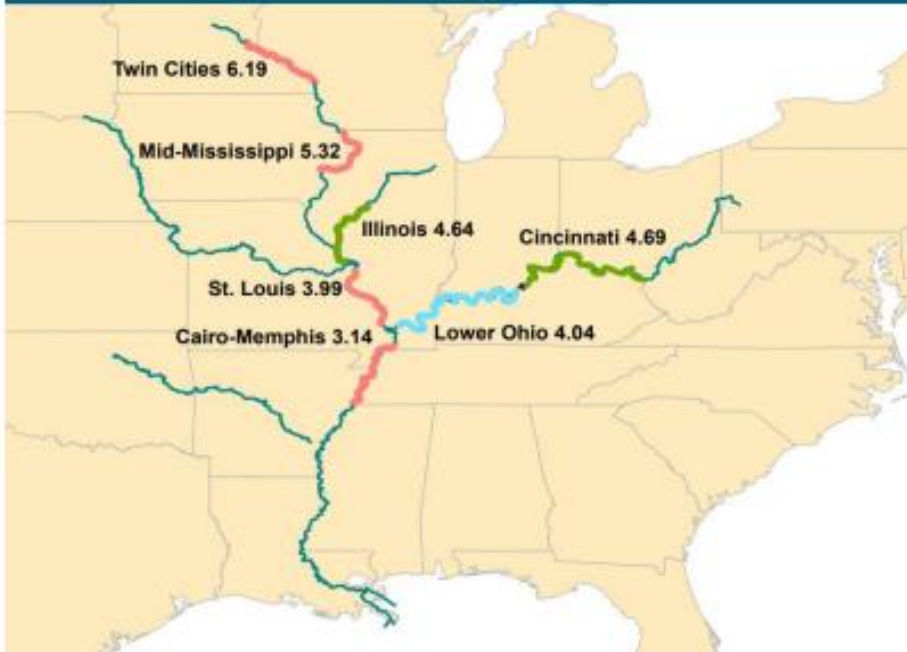 Twin Cities 6.19
Mid-Mississippi 5.32
Illinois 4.64
Cincinnati 4.69
St. Louis 3.99
Cairo-Memphis 3.14
Lower Ohio 4.04